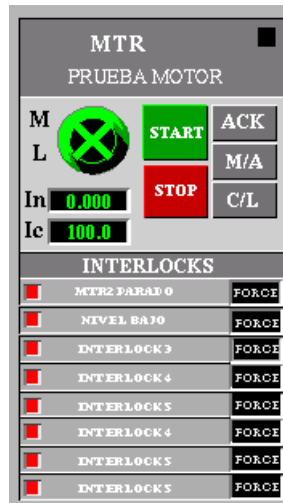 MTR
PRUEBA MOTOR
M
L
START
ACK
M/A
STOP
C/L
In 0.000
Ic 100.0
INTERLOCKS
MTR2 PARADO FORCE
NIVEL BAJO FORCE
INTERLOCK3 FORCE
INTERLOCK4 FORCE
INTERLOCK5 FORCE
INTERLOCK4 FORCE
INTERLOCK5 FORCE
INTERLOCK5 FORCE